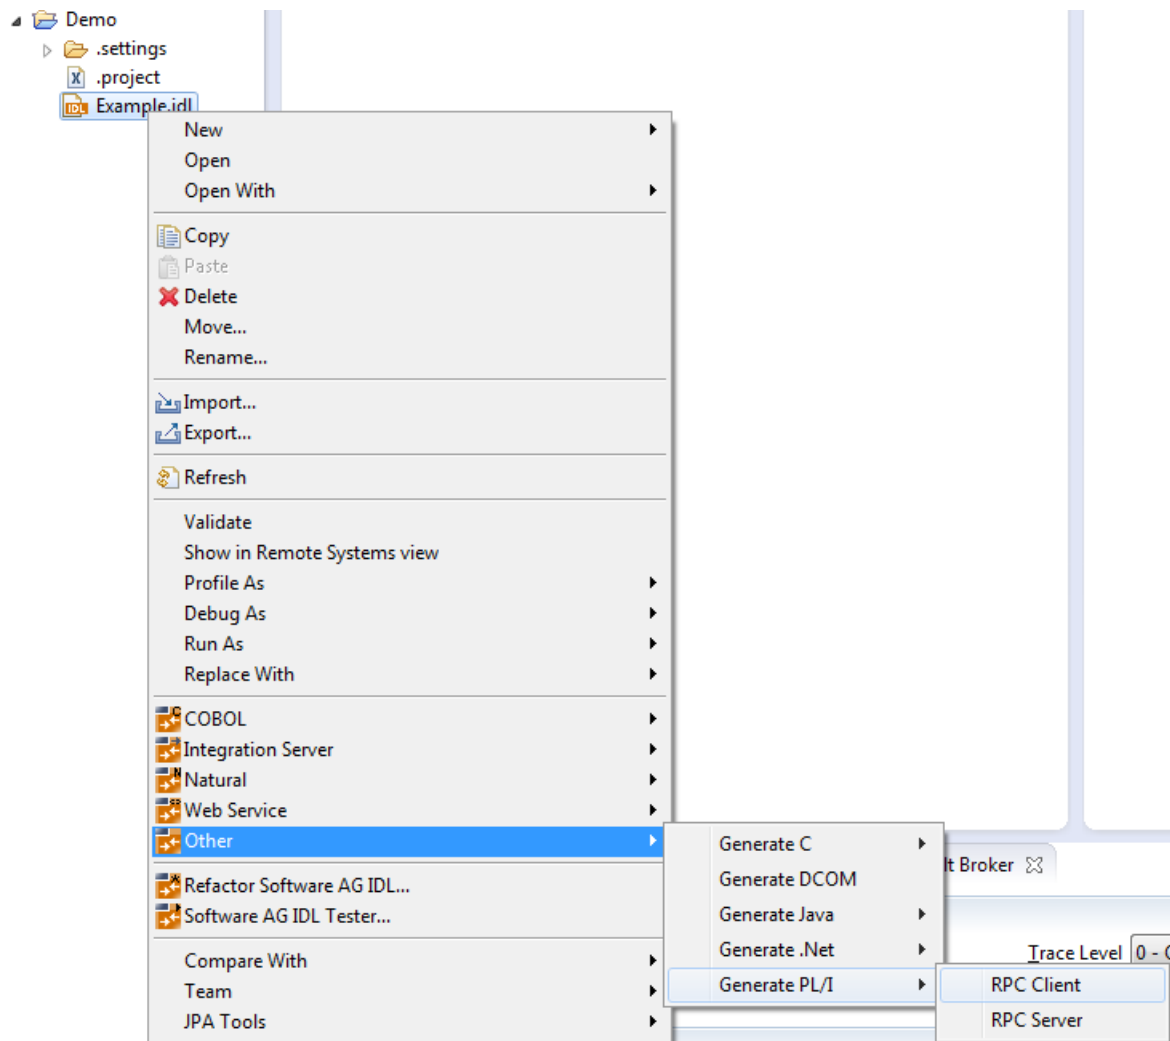 Demo
.settings
.project
Example.idl
New
Open
Open With
Copy
Paste
Delete
Move...
Rename...
Import...
Export...
Refresh
Validate
Show in Remote Systems view
Profile As
Debug As
Run As
Replace With
COBOL
Integration Server
Natural
Web Service
Other
Refactor Software AG IDL...
Software AG IDL Tester...
Compare With
Team
JPA Tools
Generate C
Generate DCOM
Generate Java
Generate .Net
Generate PL/I
lt Broker
Trace Level 0 -
RPC Client
RPC Server